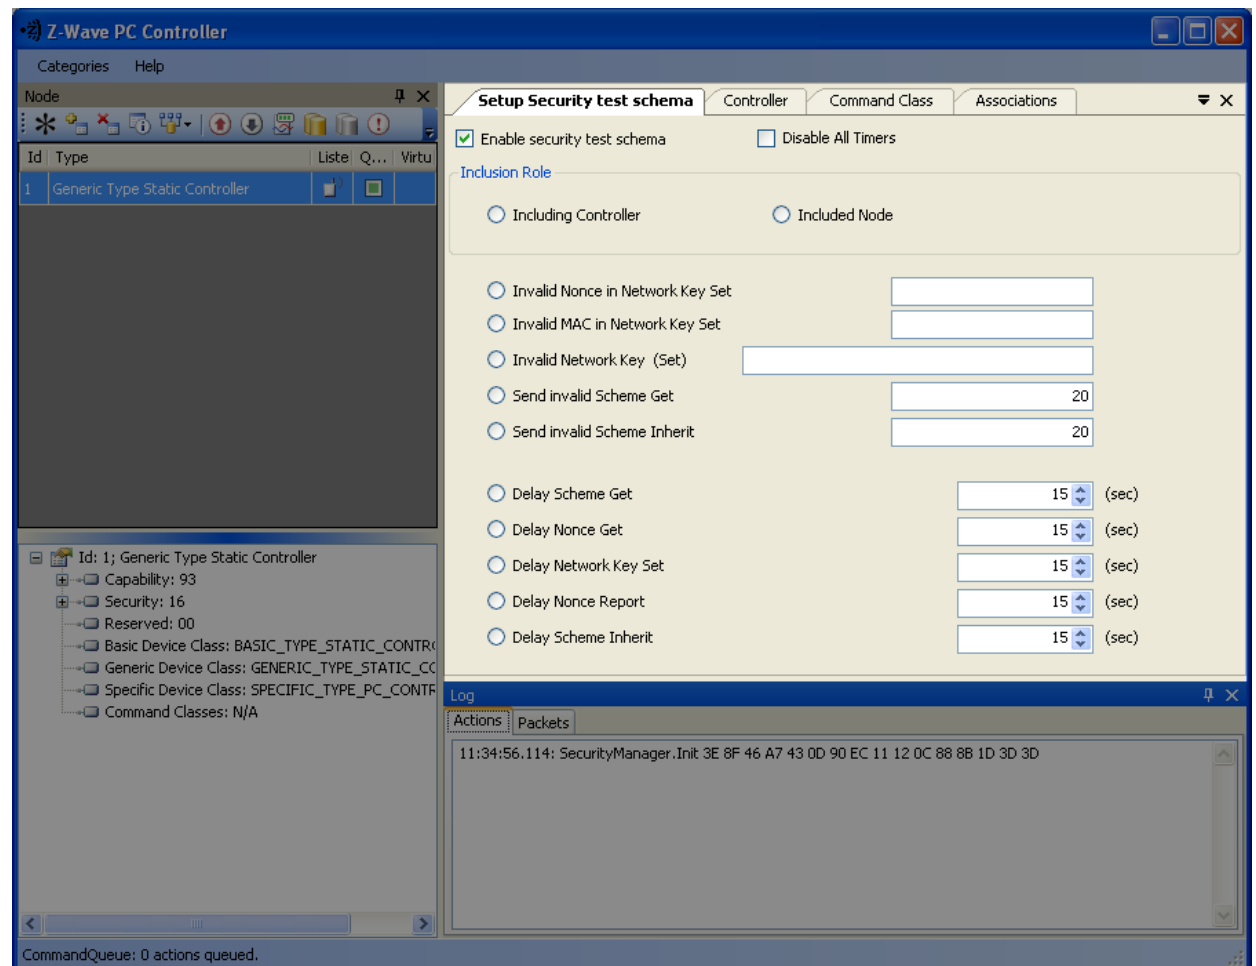 Z-Wave PC Controller
Categories Help
Node
Id Type Liste Q... Virtu
1 Generic Type Static Controller
Id: 1; Generic Type Static Controller
Capability: 93
Security: 16
Reserved: 00
Basic Device Class: BASIC_TYPE_STATIC_CONTRO
Generic Device Class: GENERIC_TYPE_STATIC_CO
Specific Device Class: SPECIFIC_TYPE_PC_CONTR
Command Classes: N/A
Setup Security test schema Controller Command Class Associations
Enable security test schema Disable All Timers
Inclusion Role
Including Controller Included Node
Invalid Nonce in Network Key Set
Invalid MAC in Network Key Set
Invalid Network Key (Set)
Send invalid Scheme Get 20
Send invalid Scheme Inherit 20
Delay Scheme Get 15 (sec)
Delay Nonce Get 15 (sec)
Delay Network Key Set 15 (sec)
Delay Nonce Report 15 (sec)
Delay Scheme Inherit 15 (sec)
Log
Actions Packets
11:34:56.114: SecurityManager.Init 3E 8F 46 A7 43 0D 90 EC 11 12 0C 88 8B 1D 3D 3D
CommandQueue: 0 actions queued.